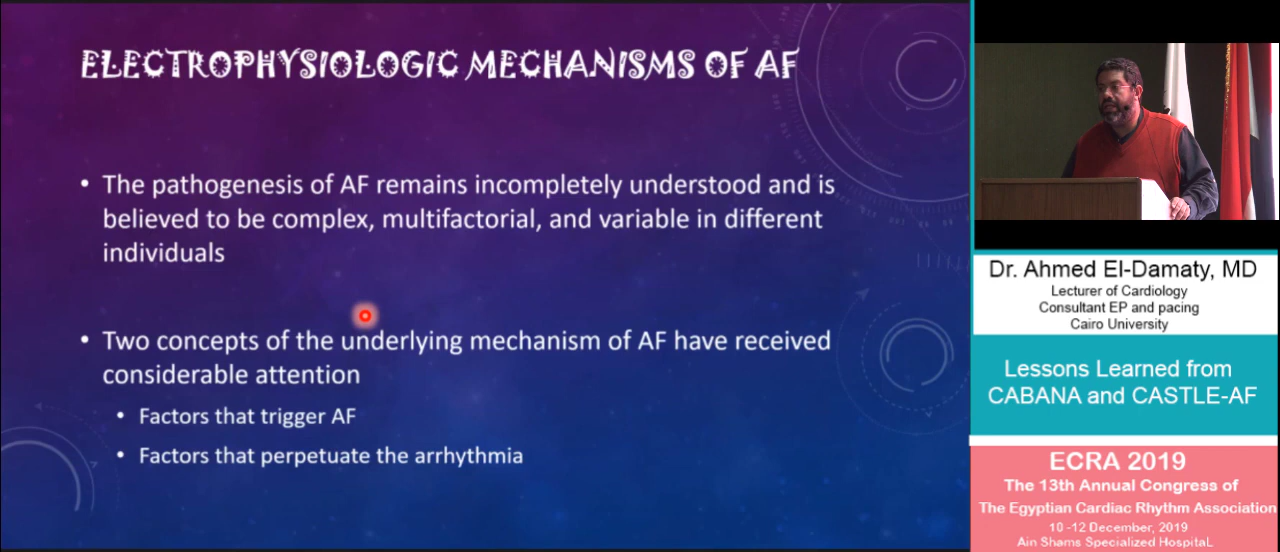 ELECTROPHYSIOLOGIC MECHANISMS OF AF
• The pathogenesis of AF remains incompletely understood and is
believed to be complex, multifactorial, and variable in different
individuals
• Two concepts of the underlying mechanism of AF have received
considerable attention
• Factors that trigger AF
• Factors that perpetuate the arrhythmia
Dr. Ahmed El-Damaty, MD
Lecturer of Cardiology
Consultant EP and pacing
Cairo University
Lessons Learned from
CABANA and CASTLE-AF
ECRA 2019
The 13th Annual Congress of
The Egyptian Cardiac Rhythm Association
10 -12 December, 2019
Ain Shams Specialized HospitaL